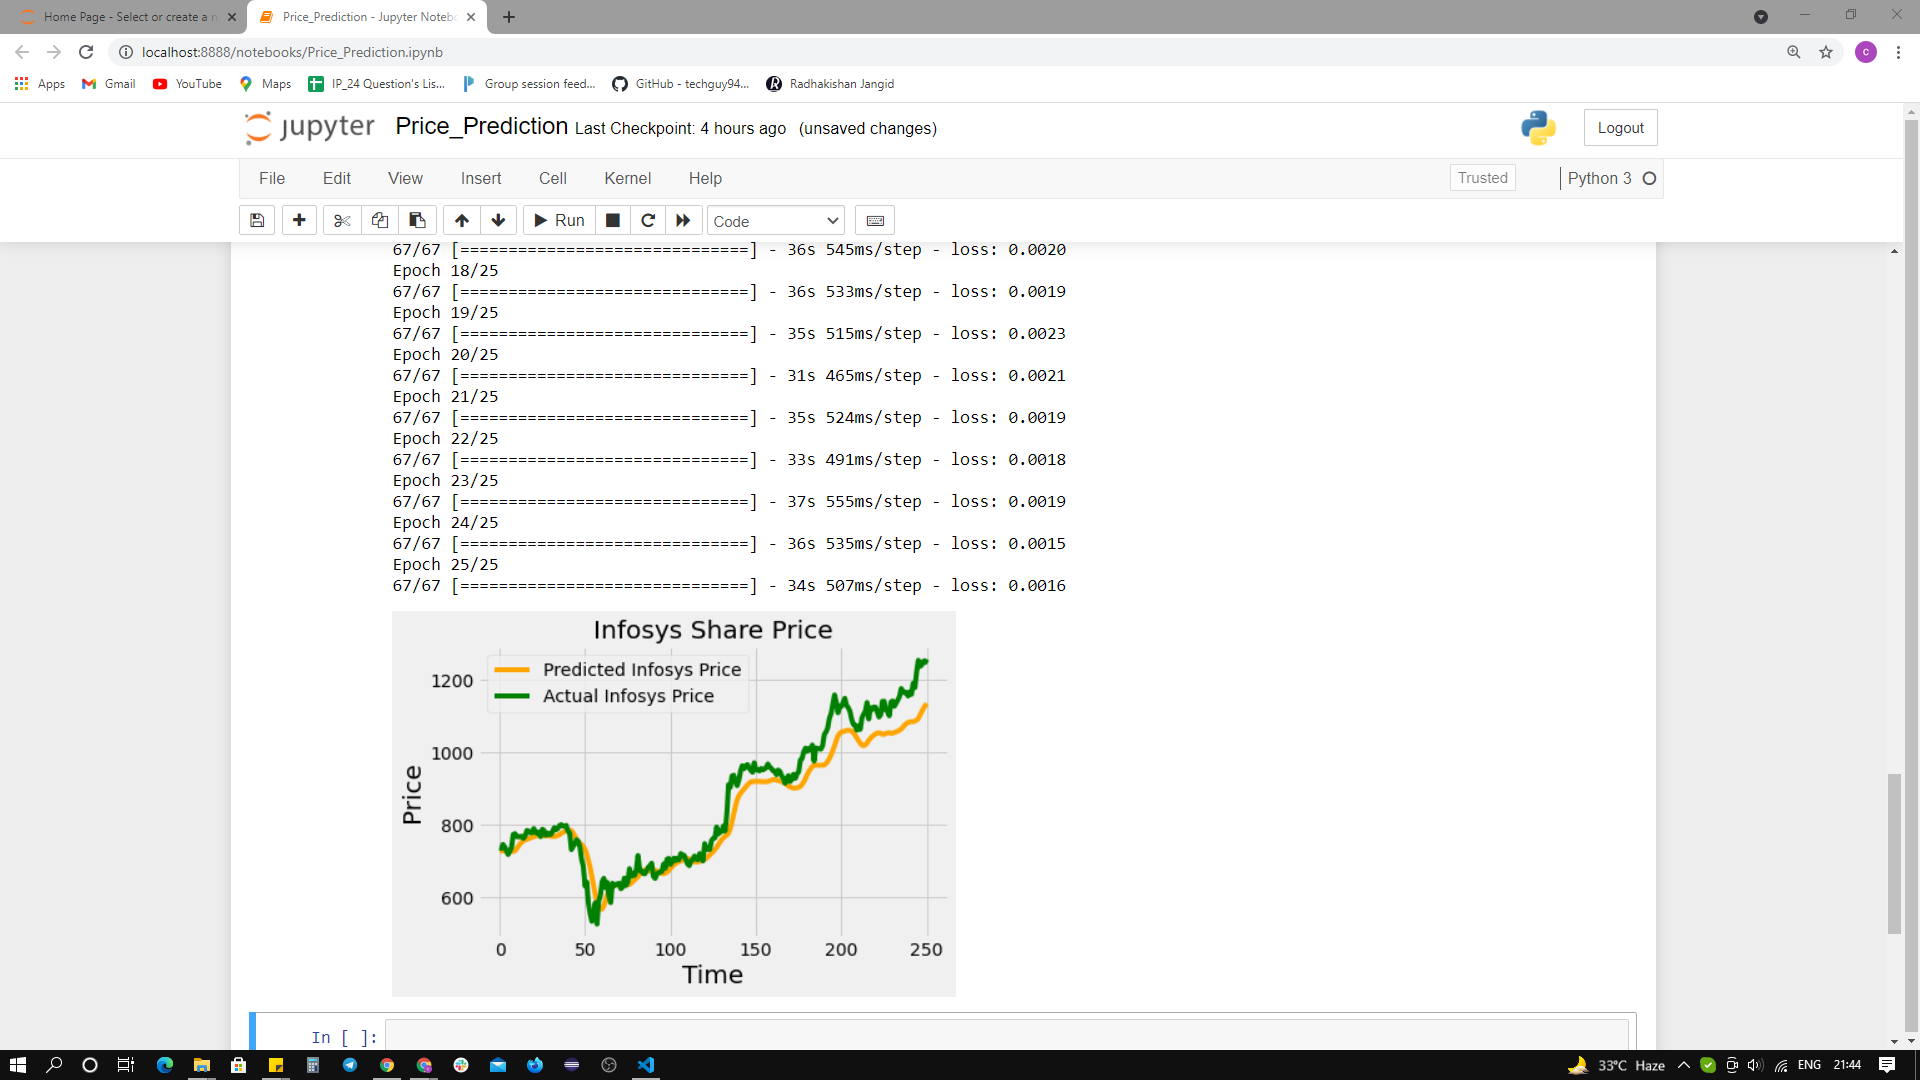 Home Page - Select or create a n
Price_Prediction - Jupyter Notebo
localhost:8888/notebooks/Price_Prediction.ipynb
c
Apps Gmail YouTube Maps IP_24 Question's Lis... Group session feed... GitHub - techguy94... Radhakishan Jangid
jupyter Price_Prediction Last Checkpoint: 4 hours ago (unsaved changes)
Logout
File Edit View Insert Cell Kernel Help
Trusted
Python 3
Run
Code
67/67 [==============================] - 36s 545ms/step - loss: 0.0020
Epoch 18/25
67/67 [==============================] - 36s 533ms/step - loss: 0.0019
Epoch 19/25
67/67 [==============================] - 35s 515ms/step - loss: 0.0023
Epoch 20/25
67/67 [==============================] - 31s 465ms/step - loss: 0.0021
Epoch 21/25
67/67 [==============================] - 35s 524ms/step - loss: 0.0019
Epoch 22/25
67/67 [==============================] - 33s 491ms/step - loss: 0.0018
Epoch 23/25
67/67 [==============================] - 37s 555ms/step - loss: 0.0019
Epoch 24/25
67/67 [==============================] - 36s 535ms/step - loss: 0.0015
Epoch 25/25
67/67 [==============================] - 34s 507ms/step - loss: 0.0016
Infosys Share Price
Predicted Infosys Price
Actual Infosys Price
1200
1000
800
600
Price
0 50 100 150 200 250
Time
In [ ]:
33°C Haze
ENG
21:44